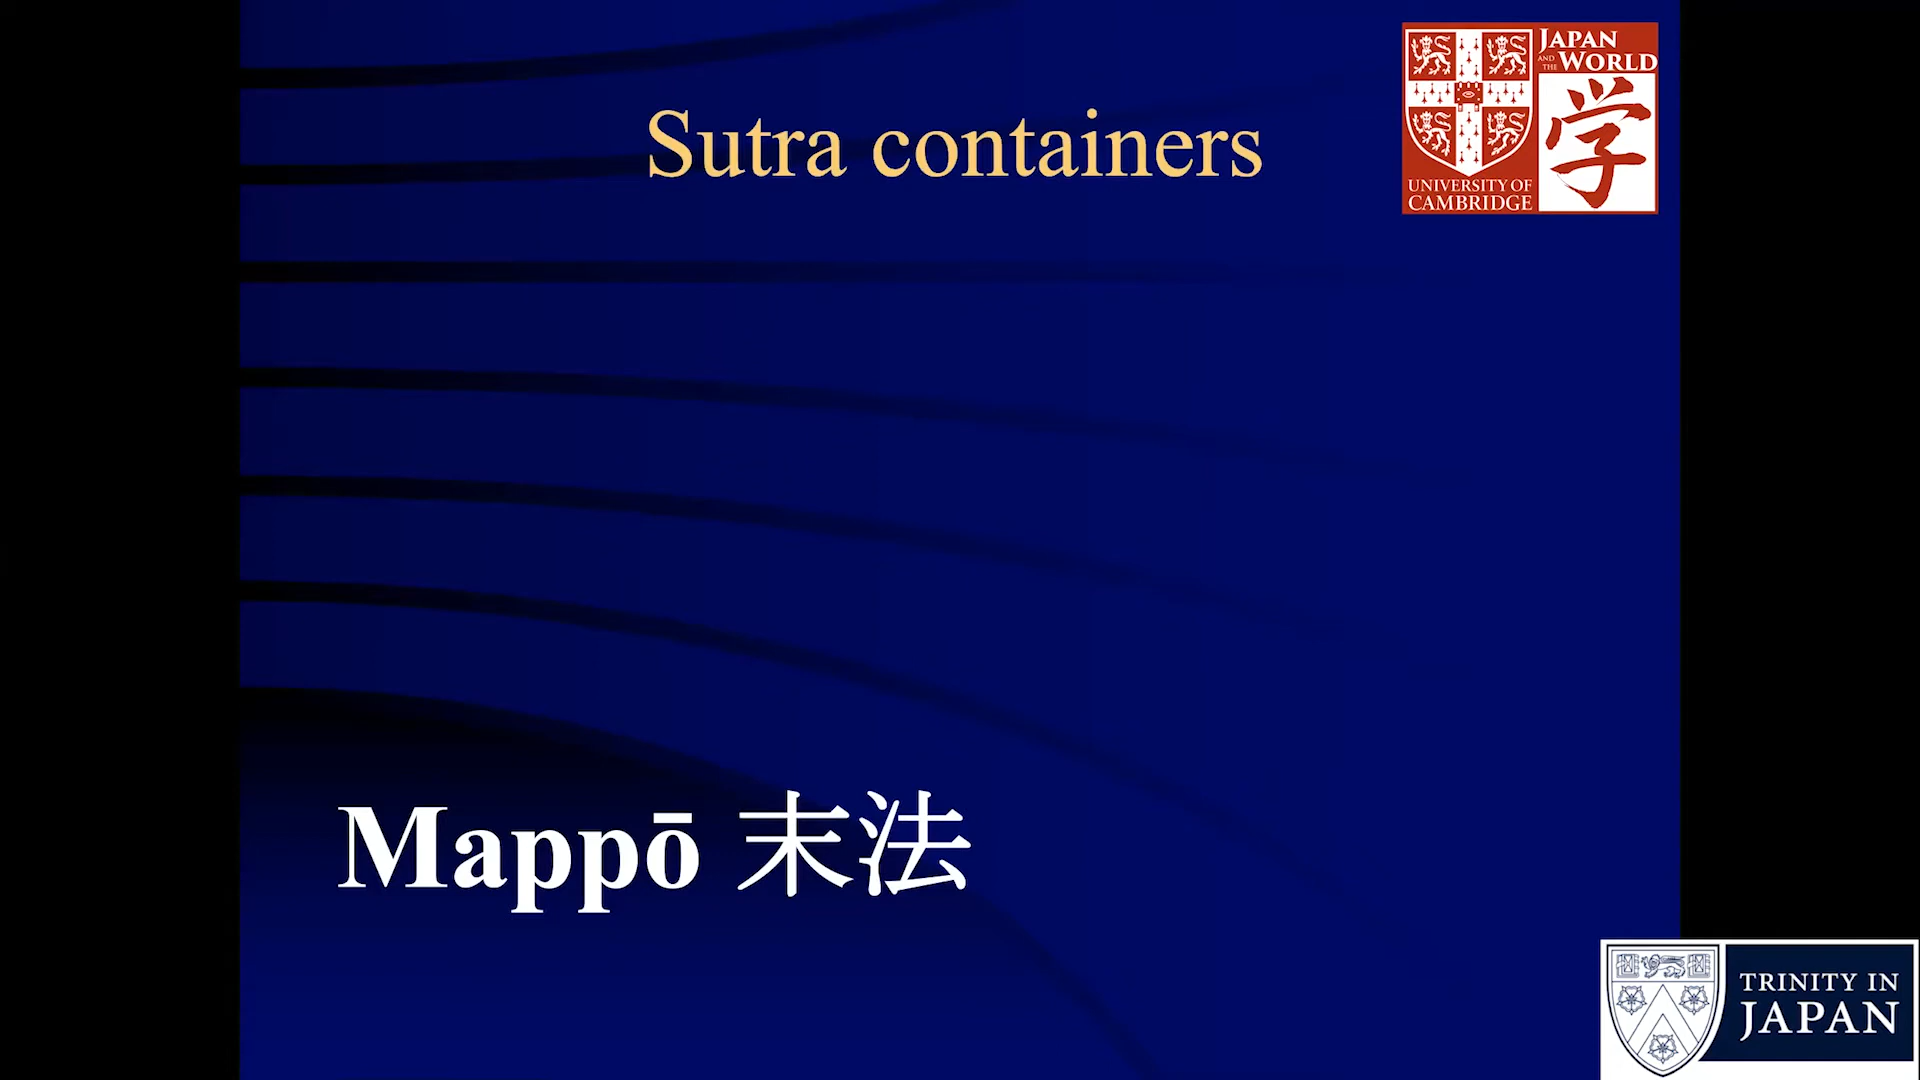 Sutra containers
JAPAN
AND THE WORLD
学
UNIVERSITY OF
CAMBRIDGE
Mappō 末法
TRINITY IN
JAPAN